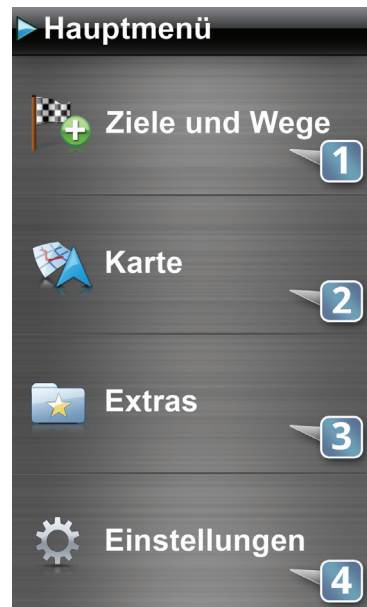 Hauptmenü
Ziele und Wege
1
Karte
2
Extras
3
Einstellungen
4